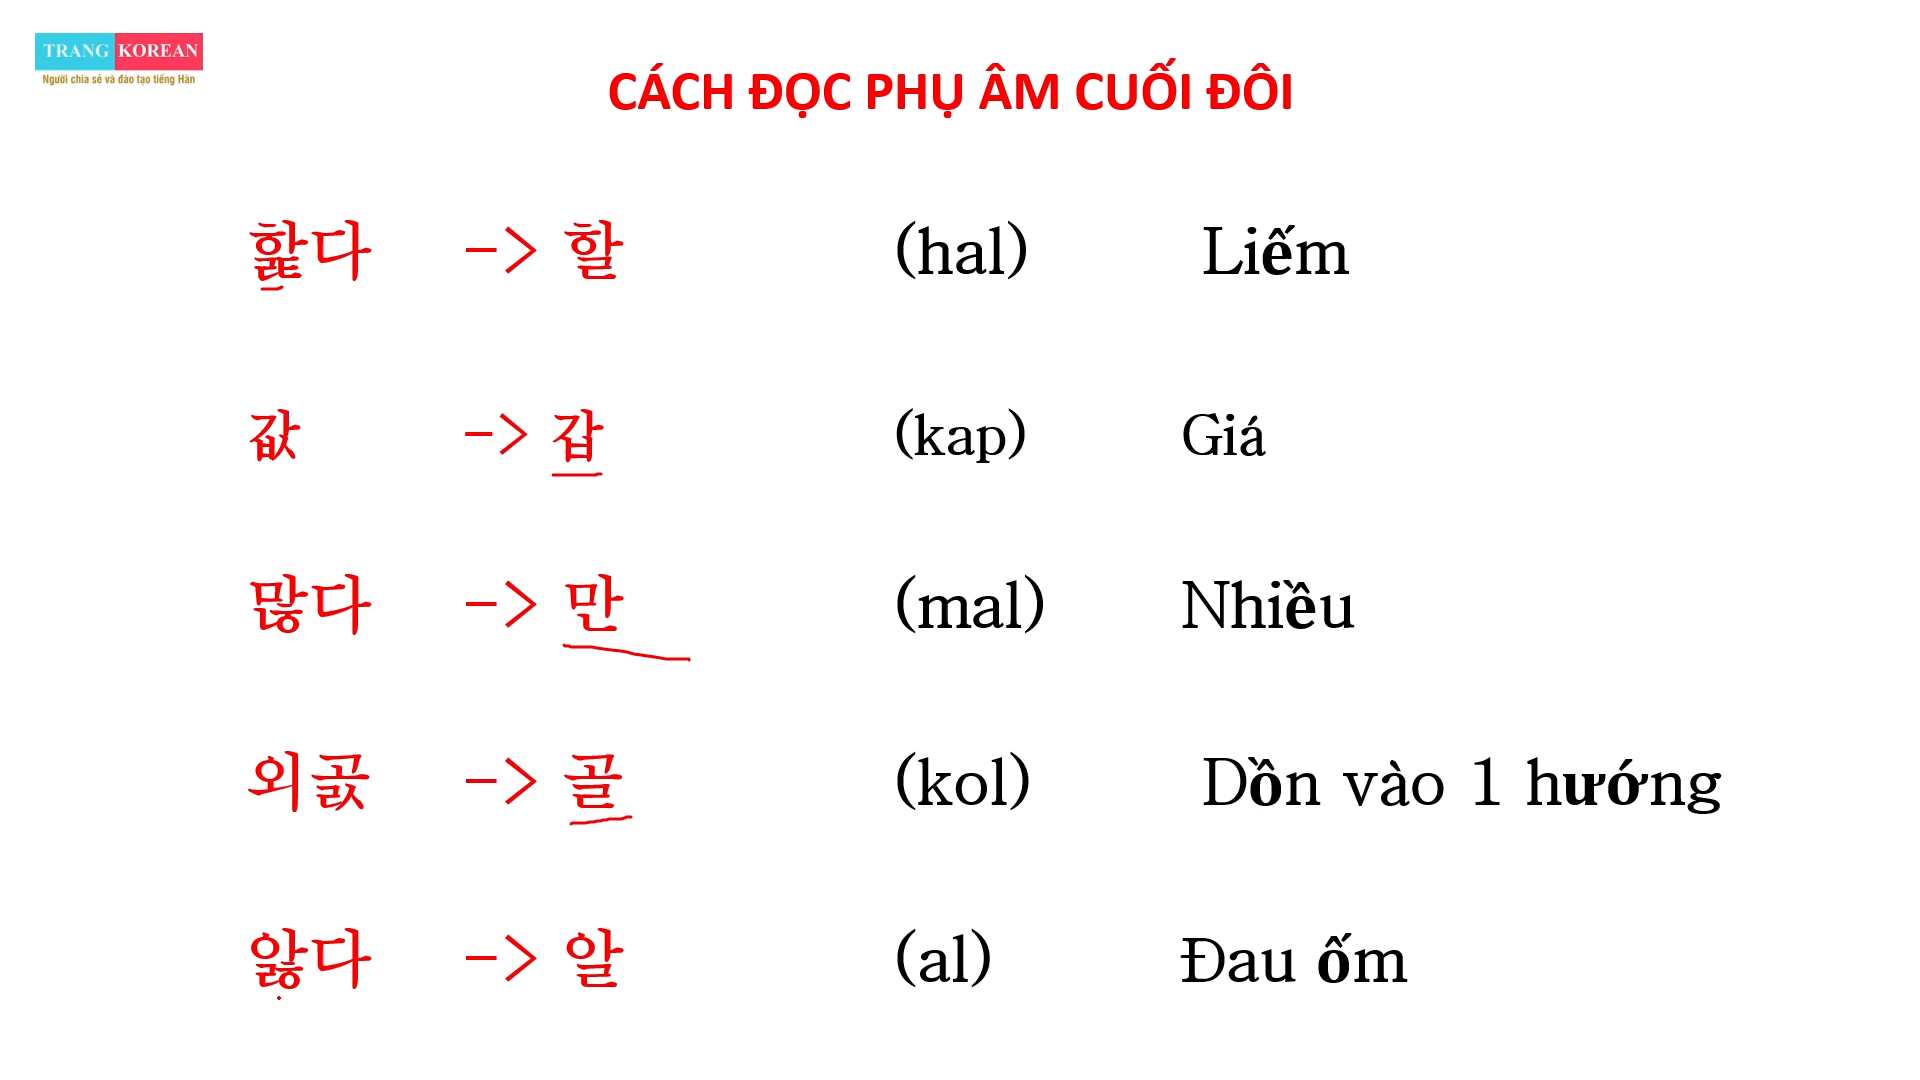 TRANG KOREAN
Người chia sẻ và đào tạo tiếng Hàn
CÁCH ĐỌC PHỤ ÂM CUỐI ĐÔI
핥다 -> 할 (hal) Liếm
값 -> 갑 (kap) Giá
많다 -> 만 (mal) Nhiều
외곬 -> 골 (kol) Dồn vào 1 hướng
앓다 -> 알 (al) Đau ốm